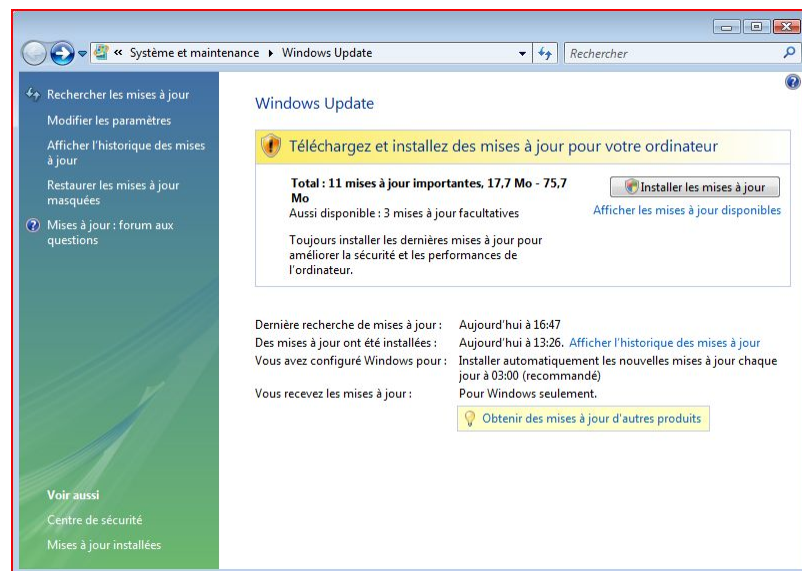 « Système et maintenance ▸ Windows Update
Rechercher
Rechercher les mises à jour
Modifier les paramètres
Afficher l'historique des mises
à jour
Restaurer les mises à jour
masquées
Mises à jour : forum aux
questions
Voir aussi
Centre de sécurité
Mises à jour installées
Windows Update
Téléchargez et installez des mises à jour pour votre ordinateur
Total : 11 mises à jour importantes, 17,7 Mo - 75,7
Mo
Aussi disponible : 3 mises à jour facultatives
Toujours installer les dernières mises à jour pour
améliorer la sécurité et les performances de
l'ordinateur.
Installer les mises à jour
Afficher les mises à jour disponibles
Dernière recherche de mises à jour : Aujourd'hui à 16:47
Des mises à jour ont été installées : Aujourd'hui à 13:26. Afficher l'historique des mises à jour
Vous avez configuré Windows pour : Installer automatiquement les nouvelles mises à jour chaque
jour à 03:00 (recommandé)
Vous recevez les mises à jour : Pour Windows seulement.
Obtenir des mises à jour d'autres produits